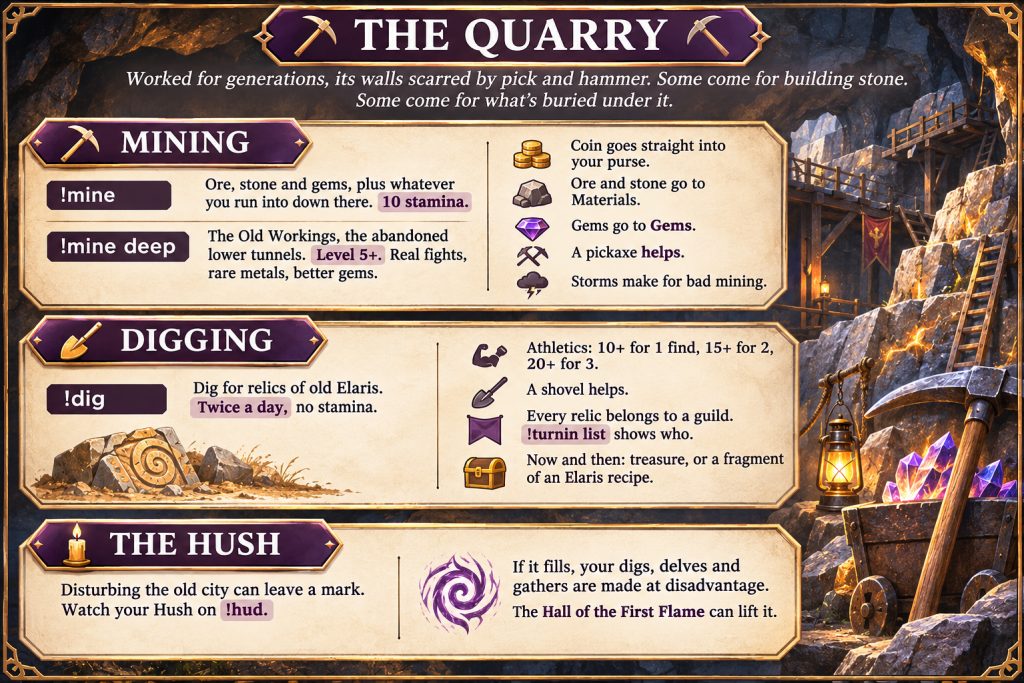 THE QUARRY
Worked for generations, its walls scarred by pick and hammer. Some come for building stone.
Some come for what's buried under it.
MINING
!mine
Ore, stone and gems, plus whatever
you run into down there. 10 stamina.
!mine deep
The Old Workings, the abandoned
lower tunnels. Level 5+. Real fights,
rare metals, better gems.
Coin goes straight into
your purse.
Ore and stone go to
Materials.
Gems go to Gems.
A pickaxe helps.
Storms make for bad mining.
DIGGING
!dig
Dig for relics of old Elaris.
Twice a day, no stamina.
Athletics: 10+ for 1 find, 15+ for 2,
20+ for 3.
A shovel helps.
Every relic belongs to a guild.
!turnin list shows who.
Now and then: treasure, or a fragment
of an Elaris recipe.
THE HUSH
Disturbing the old city can leave a mark.
Watch your Hush on !hud.
If it fills, your digs, delves and
gathers are made at disadvantage.
The Hall of the First Flame can lift it.